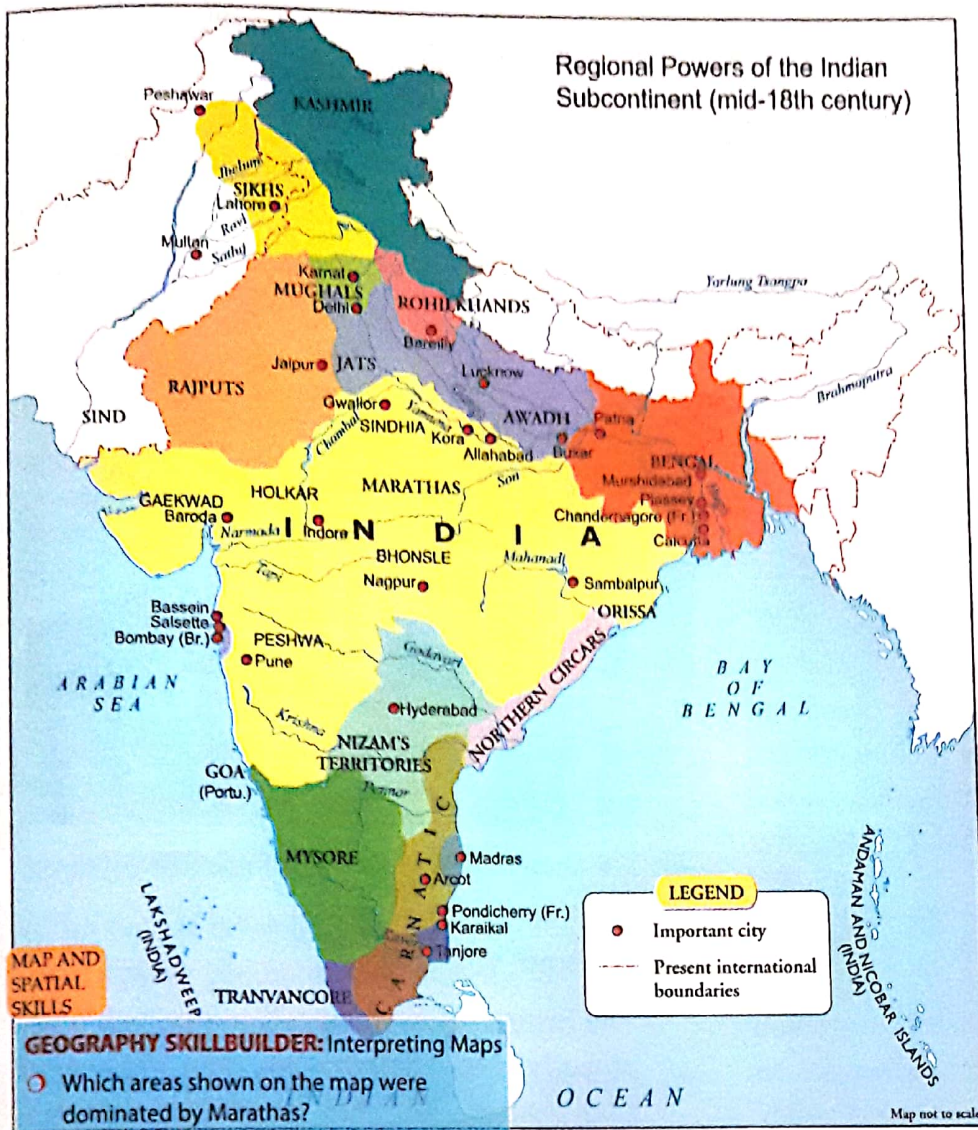 Regional Powers of the Indian
Subcontinent (mid-18th century)
Peshawar
KASHMIR
Jhelum
SIKHS
Lahore
Ravi
Multan
Satluj
Karnal
MUGHALS
Delhi
ROHILKHANDS
Bareilly
Yarlung Tsangpo
Jaipur
JATS
Lucknow
RAJPUTS
Brahmaputra
SIND
Gwalior
SINDHIA
Chambal
Yamuna
Kora
Allahabad
AWADH
Patna
Buxar
BENGAL
Murshidabad
Plassey
Chandernagore (Fr.)
Calcutta
HOLKAR
MARATHAS
Son
GAEKWAD
Baroda
Narmada
Indore
INDIA
BHONSLE
Mahanadi
Tapi
Nagpur
Sambalpur
ORISSA
Bassein
Salsette
Bombay (Br.)
PESHWA
Pune
Godavari
NORTHERN CIRCARS
ARABIAN
SEA
BAY
OF
BENGAL
Krishna
Hyderabad
NIZAM'S
TERRITORIES
GOA
(Portu.)
Pennar
MYSORE
CARNATIC
Madras
Arcot
Pondicherry (Fr.)
Karaikal
Tanjore
TRANVANCORE
LAKSHADWEEP
(INDIA)
ANDAMAN AND NICOBAR ISLANDS
(INDIA)
LEGEND
Important city
Present international
boundaries
MAP AND
SPATIAL
SKILLS
GEOGRAPHY SKILLBUILDER: Interpreting Maps
Which areas shown on the map were
dominated by Marathas?
INDIAN OCEAN
Map not to scale